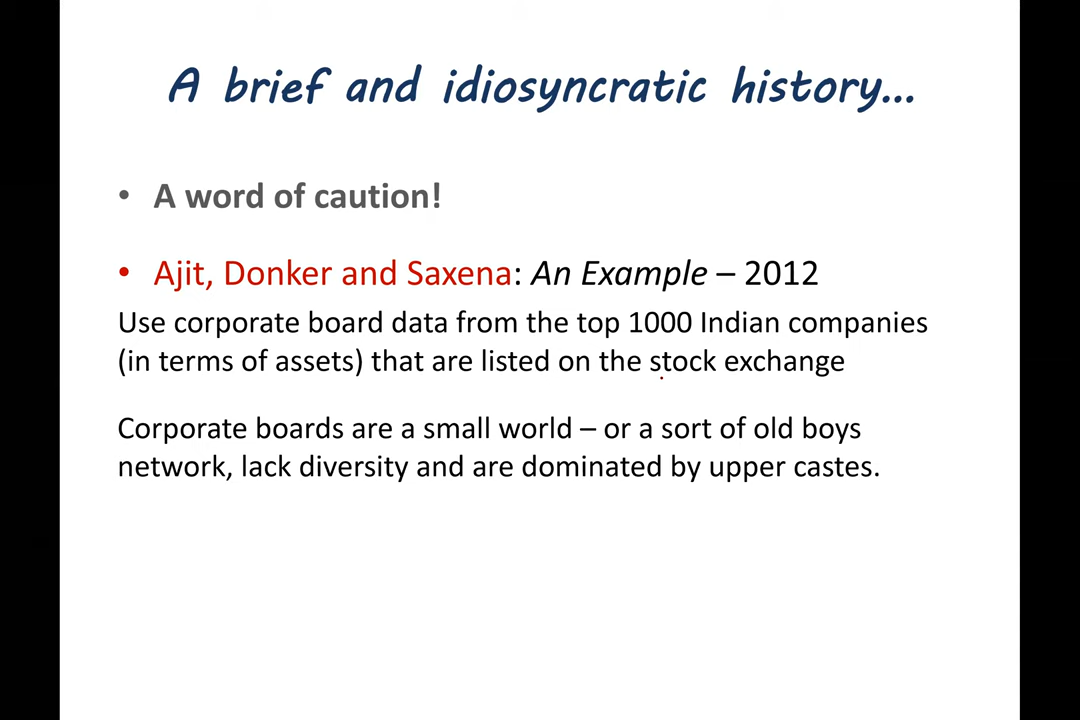 A brief and idiosyncratic history...
• A word of caution!
• Ajit, Donker and Saxena: An Example – 2012
Use corporate board data from the top 1000 Indian companies
(in terms of assets) that are listed on the stock exchange
Corporate boards are a small world – or a sort of old boys
network, lack diversity and are dominated by upper castes.